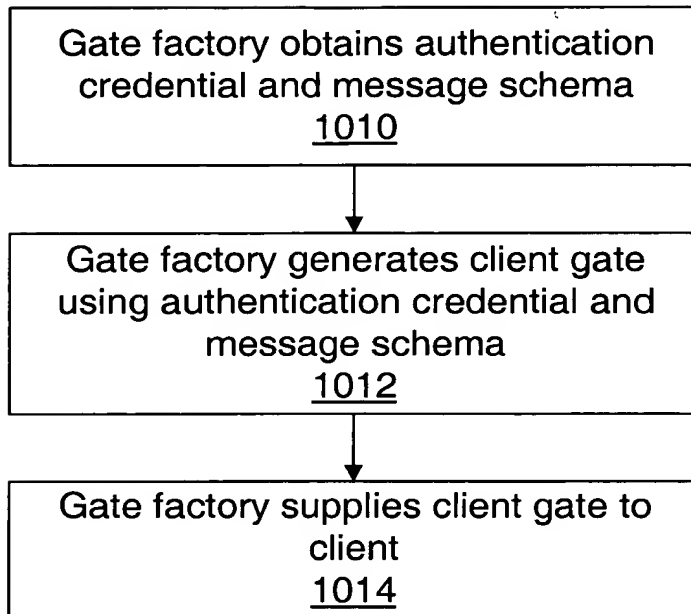 Gate factory obtains authentication
credential and message schema
1010
Gate factory generates client gate
using authentication credential and
message schema
1012
Gate factory supplies client gate to
client
1014